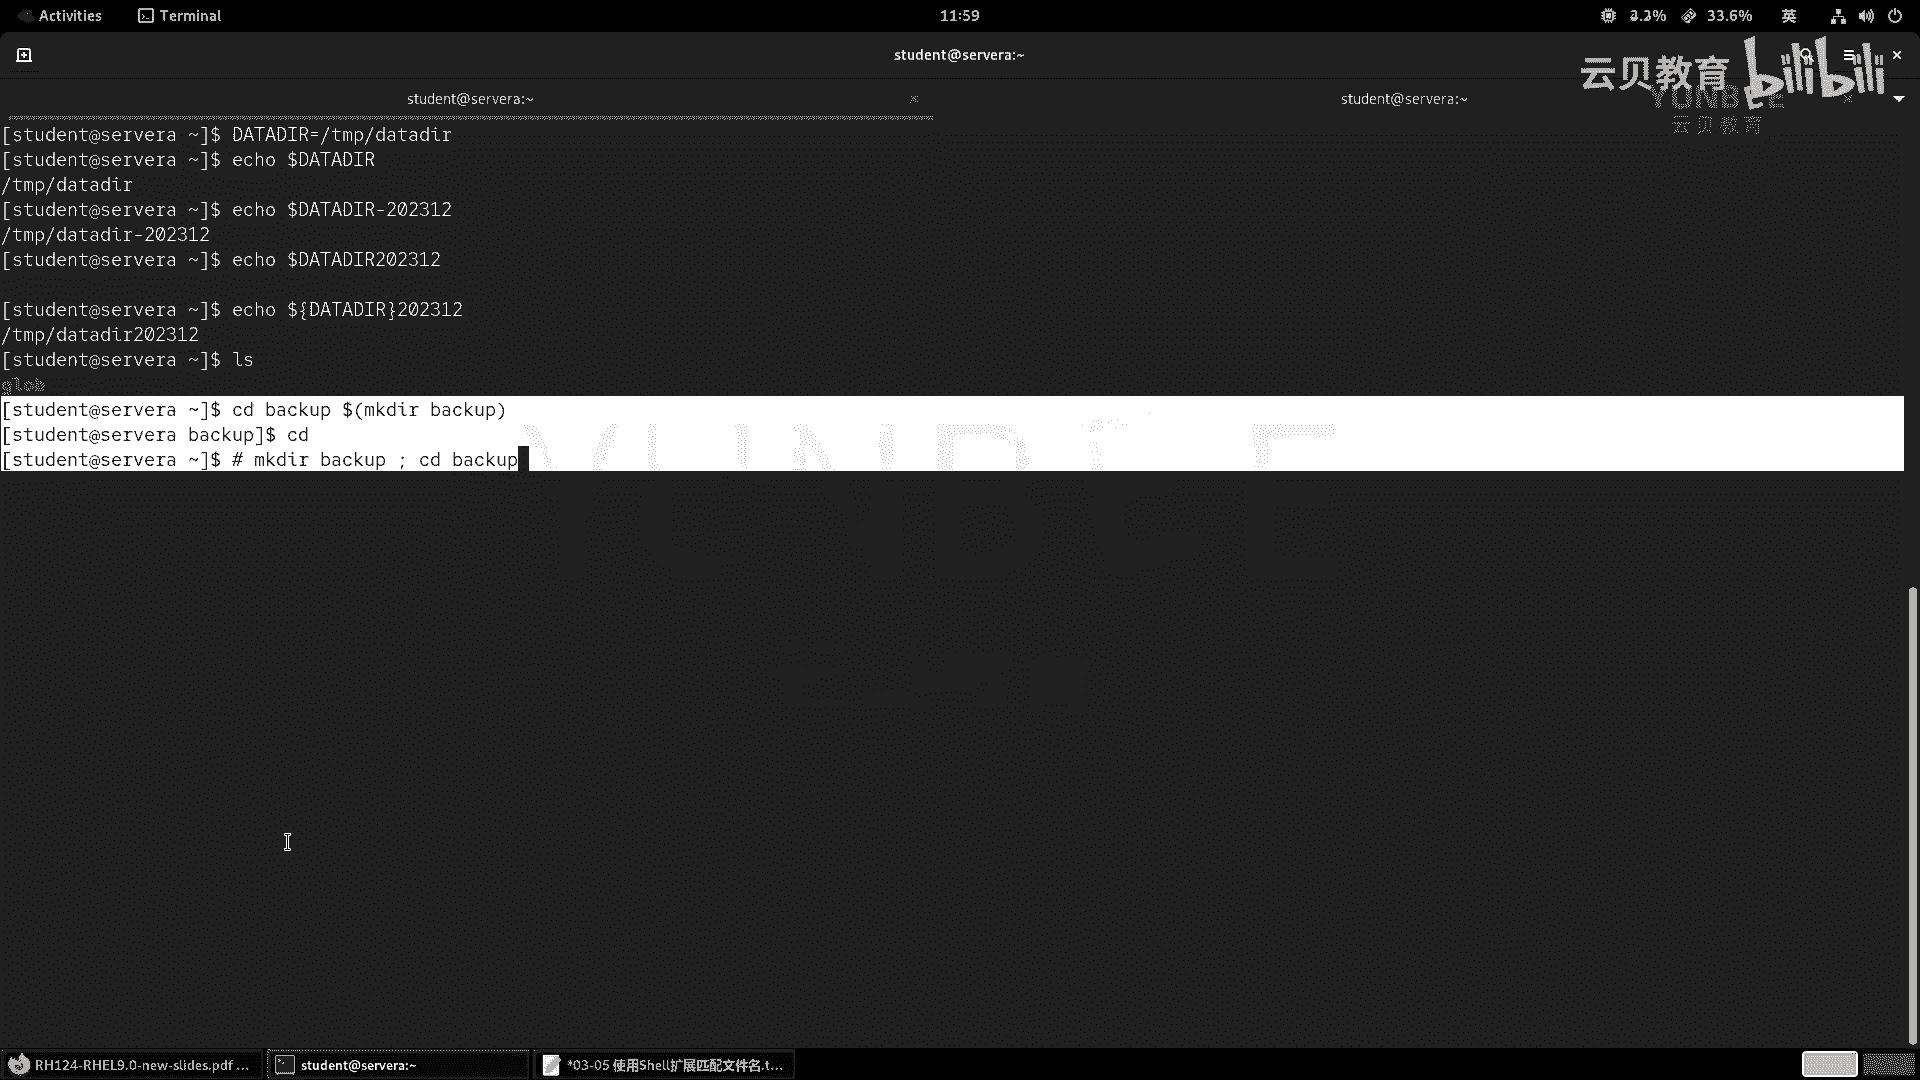 Activities
Terminal
11:59
33.6%
英
student@servera:~
云贝教育 bilibili
student@servera:~
student@servera:~
云贝教育
[student@servera ~]$ DATADIR=/tmp/datadir
[student@servera ~]$ echo $DATADIR
/tmp/datadir
[student@servera ~]$ echo $DATADIR-202312
/tmp/datadir-202312
[student@servera ~]$ echo $DATADIR202312
[student@servera ~]$ echo ${DATADIR}202312
/tmp/datadir202312
[student@servera ~]$ ls
glob
[student@servera ~]$ cd backup $(mkdir backup)
[student@servera backup]$ cd
[student@servera ~]$ # mkdir backup ; cd backup
RH124-RHEL9.0-new-slides.pdf ...
student@servera:~
*03-05 使用Shell扩展匹配文件名.t...